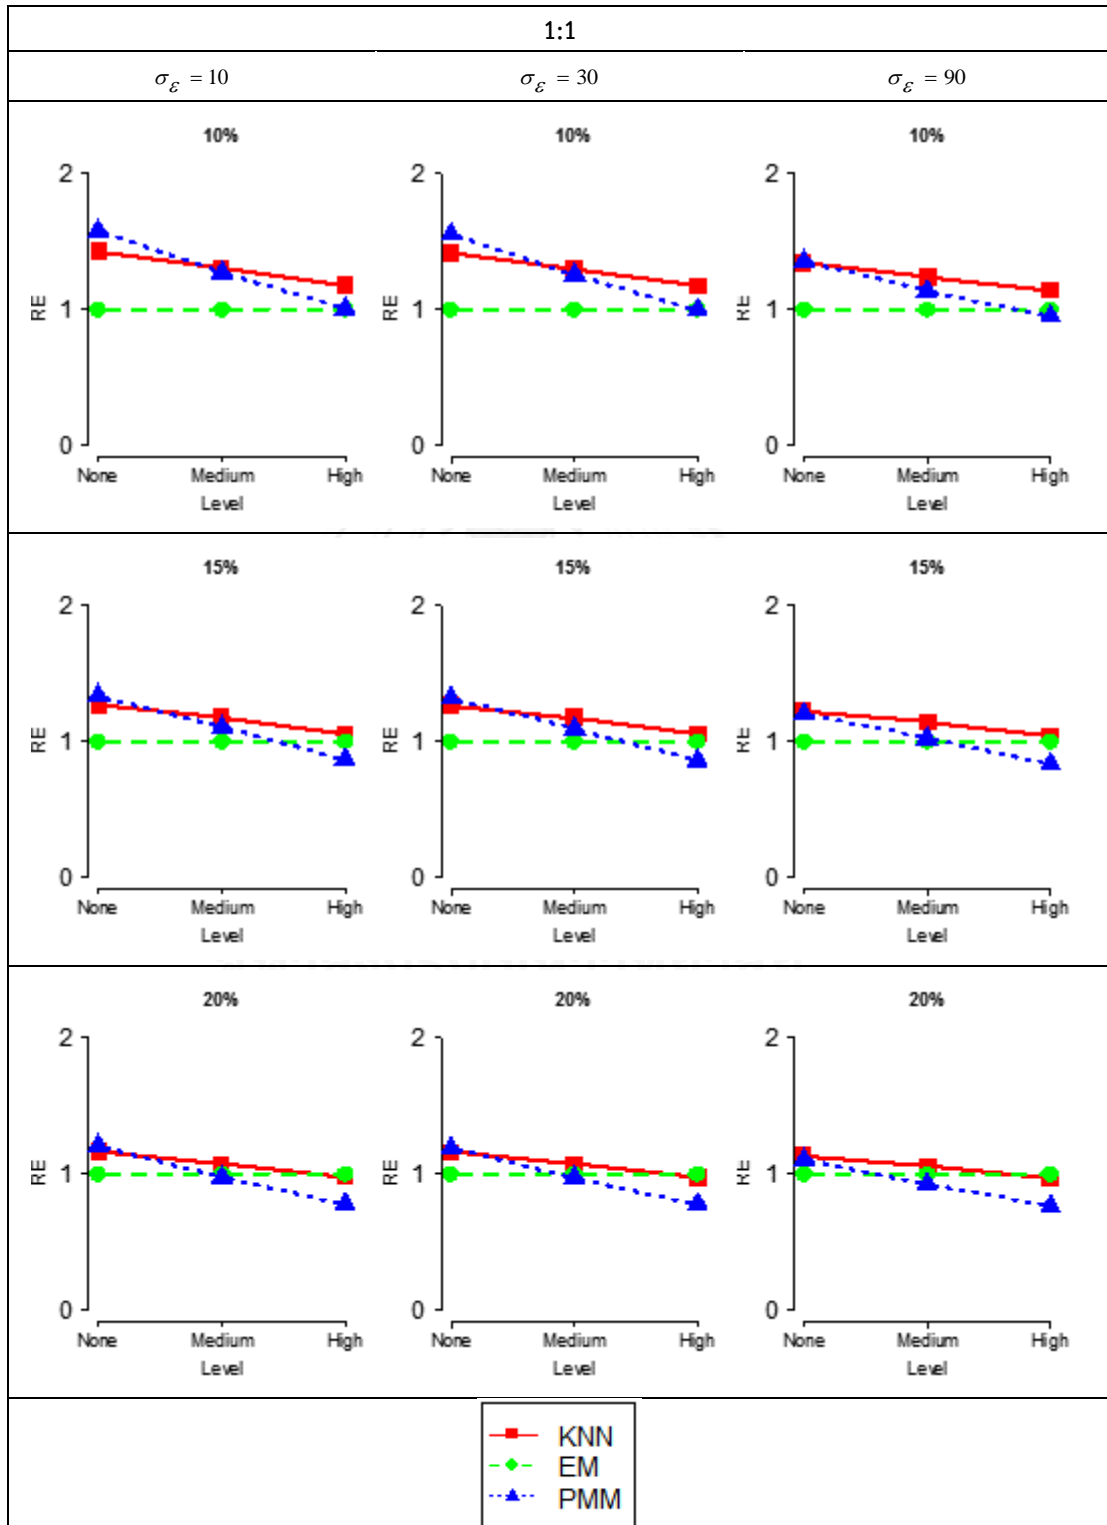 1:1
σε = 10 σε = 30 σε = 90
10% 10% 10%
2 2 2
RE 1 RE 1 RE 1
0 0 0
None Medium High None Medium High None Medium High
Level Level Level
15% 15% 15%
2 2 2
RE 1 RE 1 RE 1
0 0 0
None Medium High None Medium High None Medium High
Level Level Level
20% 20% 20%
2 2 2
RE 1 RE 1 RE 1
0 0 0
None Medium High None Medium High None Medium High
Level Level Level
KNN
EM
PMM